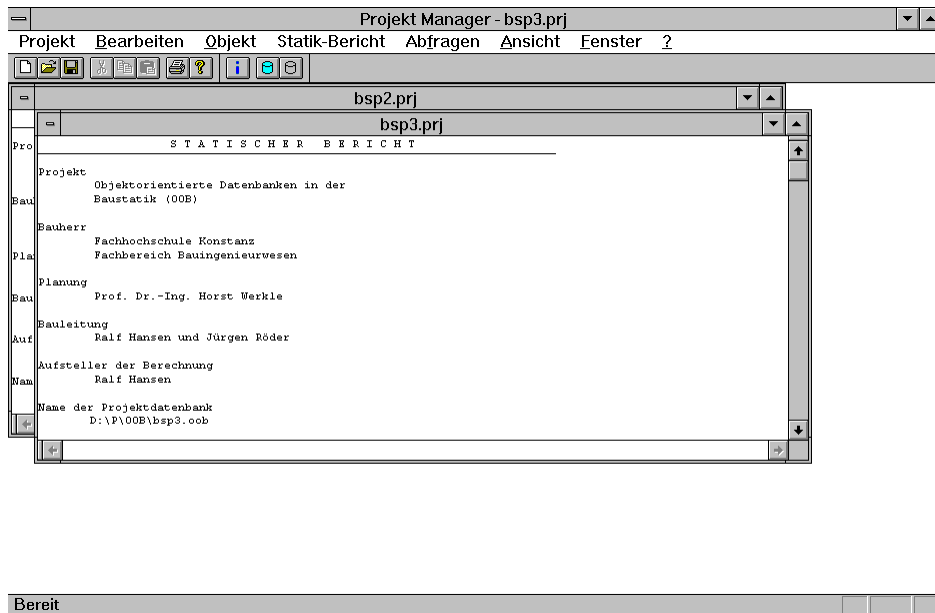 Projekt Manager - bsp3.prj
Projekt Bearbeiten Objekt Statik-Bericht Abfragen Ansicht Fenster ?
bsp2.prj
bsp3.prj
Pro
Bau
Pla
Bau
Auf
Nam
STATISCHER BERICHT
Projekt
Objektorientierte Datenbanken in der
Baustatik (OOB)
Bauherr
Fachhochschule Konstanz
Fachbereich Bauingenieurwesen
Planung
Prof. Dr.-Ing. Horst Werkle
Bauleitung
Ralf Hansen und Jürgen Röder
Aufsteller der Berechnung
Ralf Hansen
Name der Projektdatenbank
D:\P\OOB\bsp3.oob
Bereit